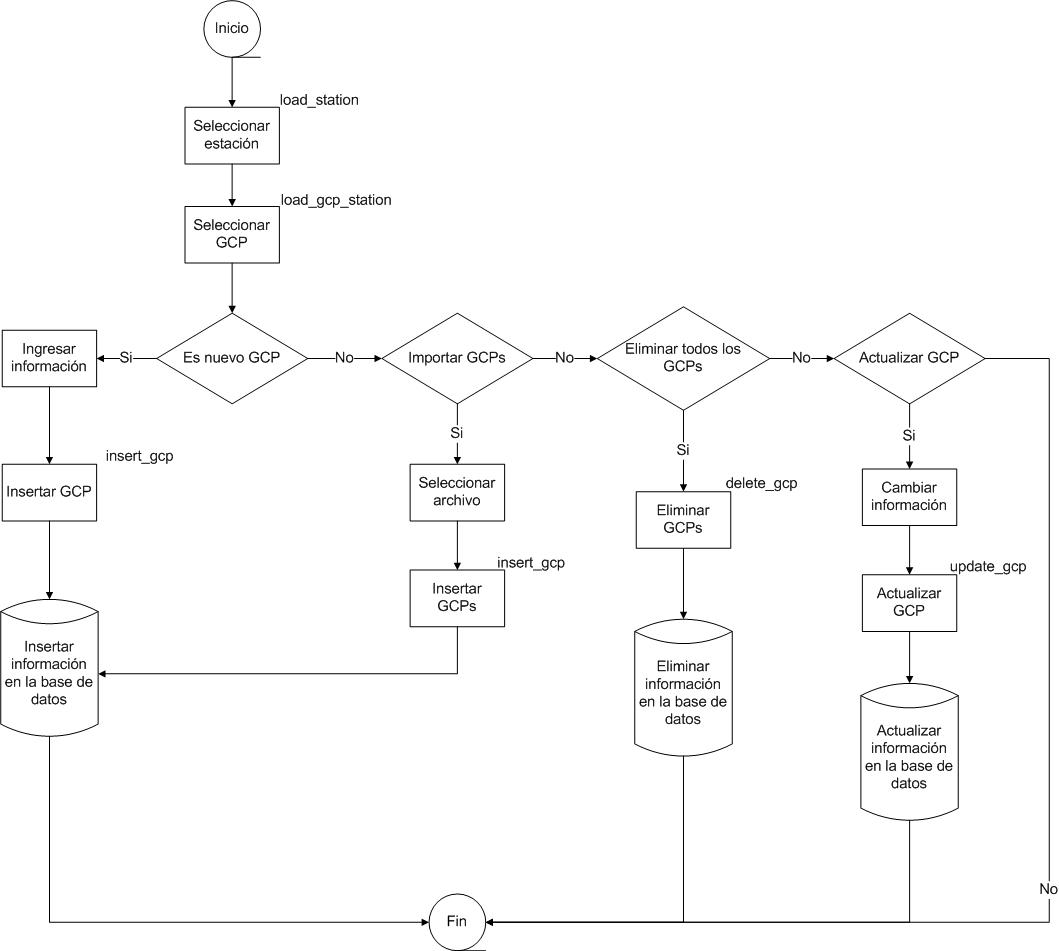 Inicio
load_station
Seleccionar
estación
load_gcp_station
Seleccionar
GCP
Ingresar
información
Si
Es nuevo GCP
No
Importar GCPs
No
Eliminar todos los
GCPs
No
Actualizar GCP
Si
Si
Si
insert_gcp
Insertar GCP
Seleccionar
archivo
delete_gcp
Eliminar
GCPs
Cambiar
información
insert_gcp
Insertar
GCPs
update_gcp
Actualizar
GCP
Insertar
información
en la base de
datos
Eliminar
información
en la base de
datos
Actualizar
información
en la base de
datos
No
Fin